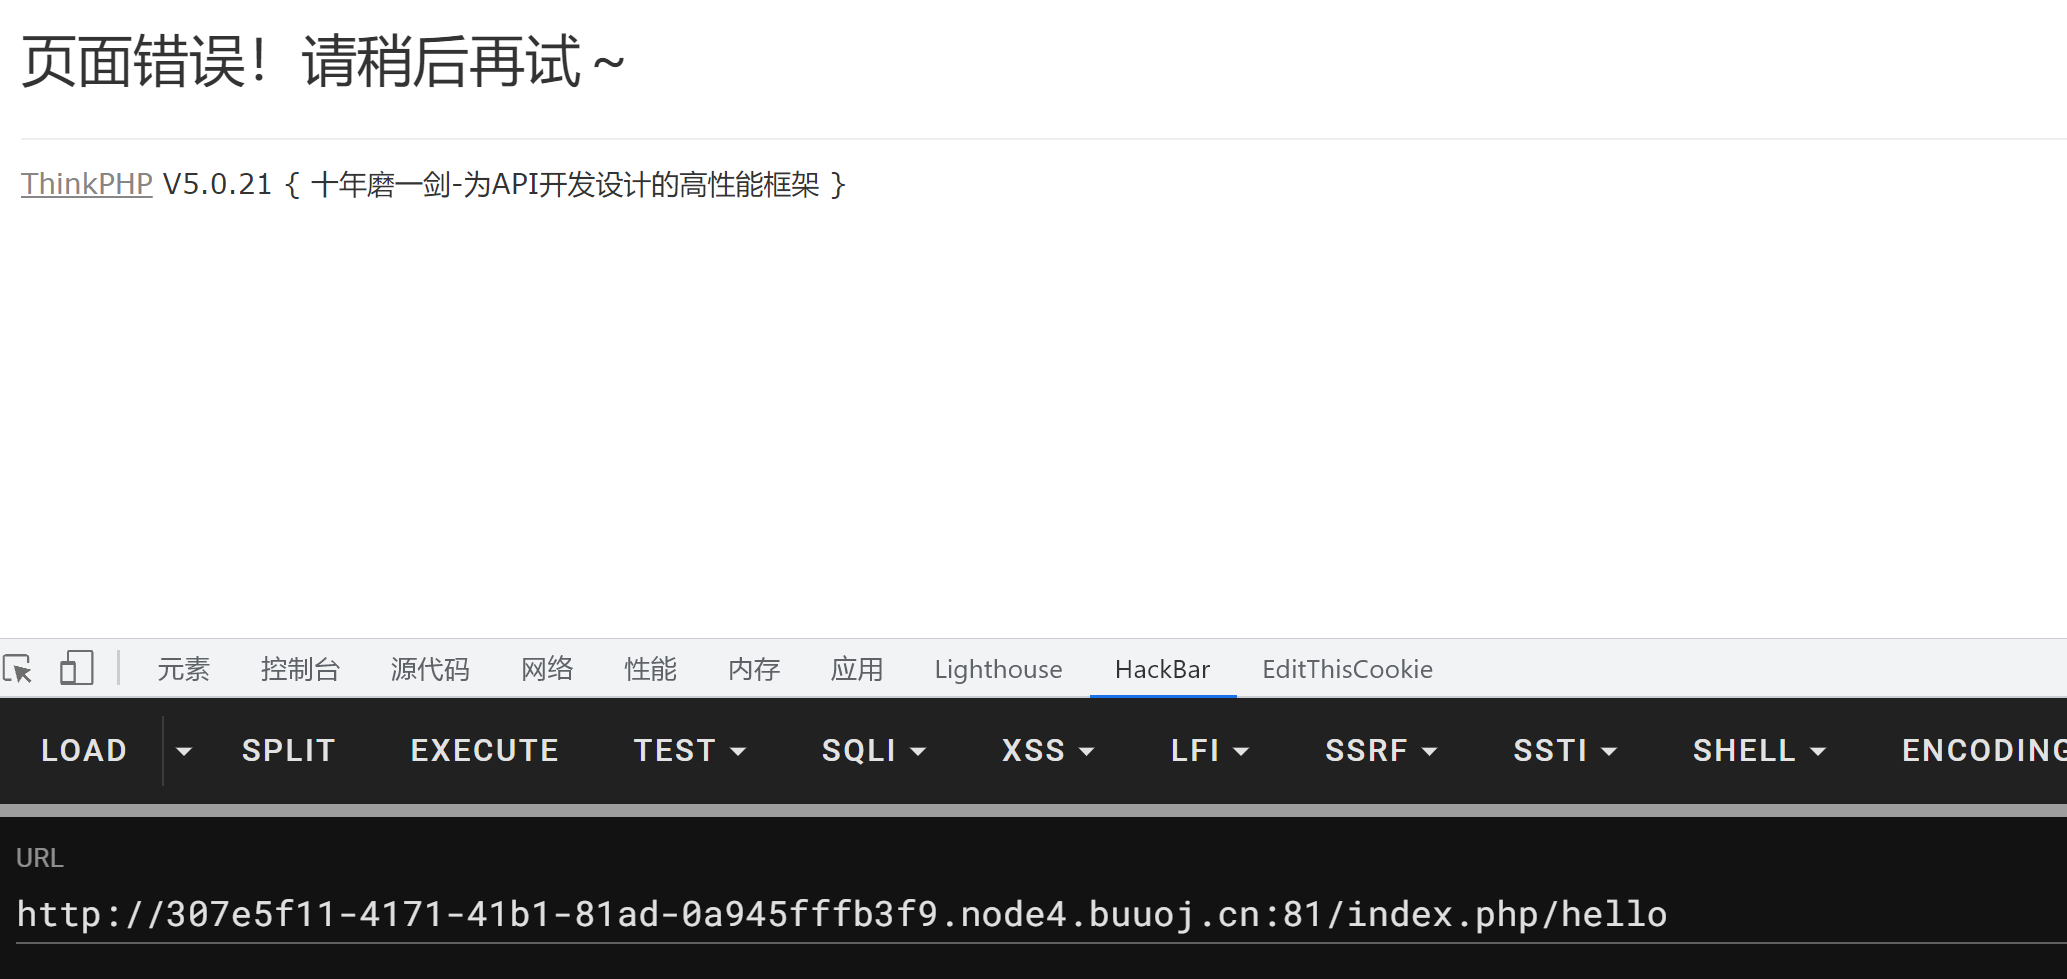 页面错误！请稍后再试～
ThinkPHP V5.0.21 { 十年磨一剑-为API开发设计的高性能框架 }
元素 控制台 源代码 网络 性能 内存 应用 Lighthouse HackBar EditThisCookie
LOAD SPLIT EXECUTE TEST SQLI XSS LFI SSRF SSTI SHELL ENCODING
URL
http://307e5f11-4171-41b1-81ad-0a945fffb3f9.node4.buuoj.cn:81/index.php/hello